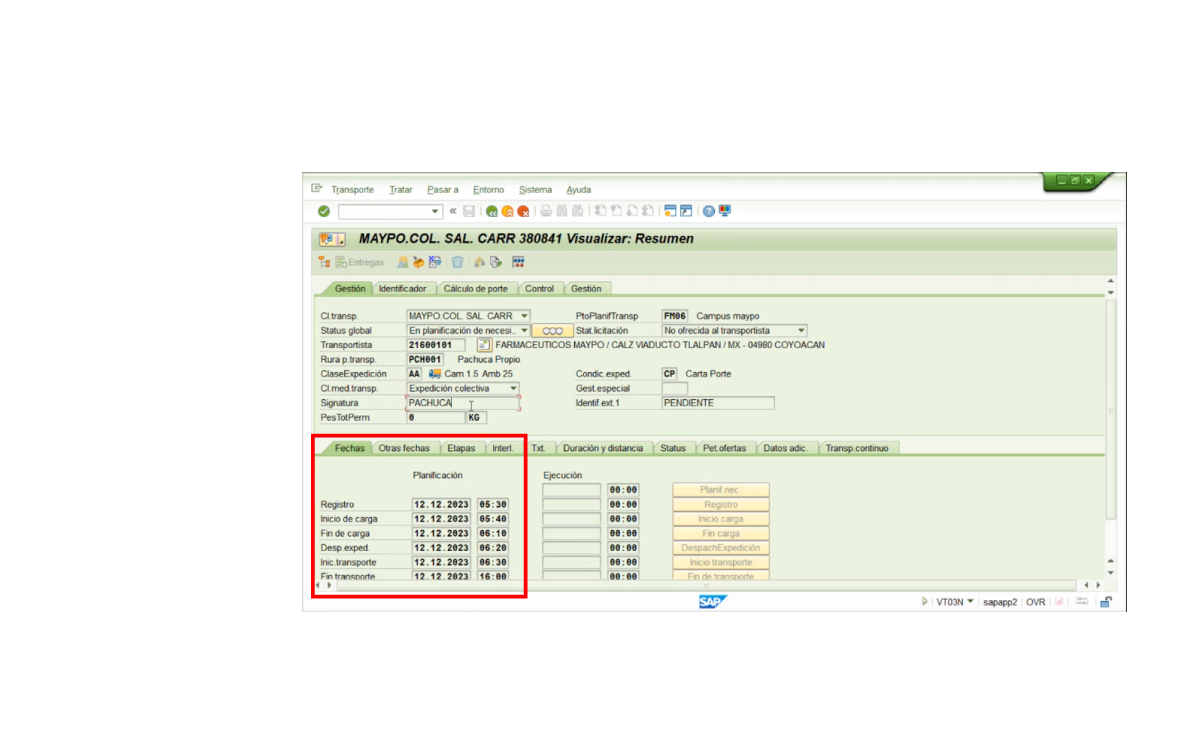 Transporte Tratar Pasar a Entorno Sistema Ayuda
MAYPO.COL. SAL. CARR 380841 Visualizar: Resumen
Entregas
Gestión Identificador Cálculo de porte Control Gestión
Cl.transp. MAYPO.COL. SAL. CARR PtoPlanifTransp FM06 Campus maypo
Status global En planificación de necesi.. Stat.licitación No ofrecida al transportista
Transportista 21600101 FARMACEUTICOS MAYPO / CALZ VIADUCTO TLALPAN / MX - 04980 COYOACAN
Rura p.transp. PCH001 Pachuca Propio
ClaseExpedición AA Cam 1.5 Amb 25 Condic.exped. CP Carta Porte
Cl.med.transp. Expedición colectiva Gest.especial
Signatura PACHUCA Identif.ext.1 PENDIENTE
PesTotPerm 0 KG
Fechas Otras fechas Etapas Interl. Txt. Duración y distancia Status Pet.ofertas Datos adic. Transp.continuo
Planificación Ejecución
00:00 Planif.nec.
Registro 12.12.2023 05:30 00:00 Registro
Inicio de carga 12.12.2023 05:40 00:00 Inicio carga
Fin de carga 12.12.2023 06:10 00:00 Fin carga
Desp.exped. 12.12.2023 06:20 00:00 DespachExpedición
Inic.transporte 12.12.2023 06:30 00:00 Inicio transporte
Fin transporte 12.12.2023 16:00 00:00 Fin de transporte
SAP VT03N sapapp2 OVR